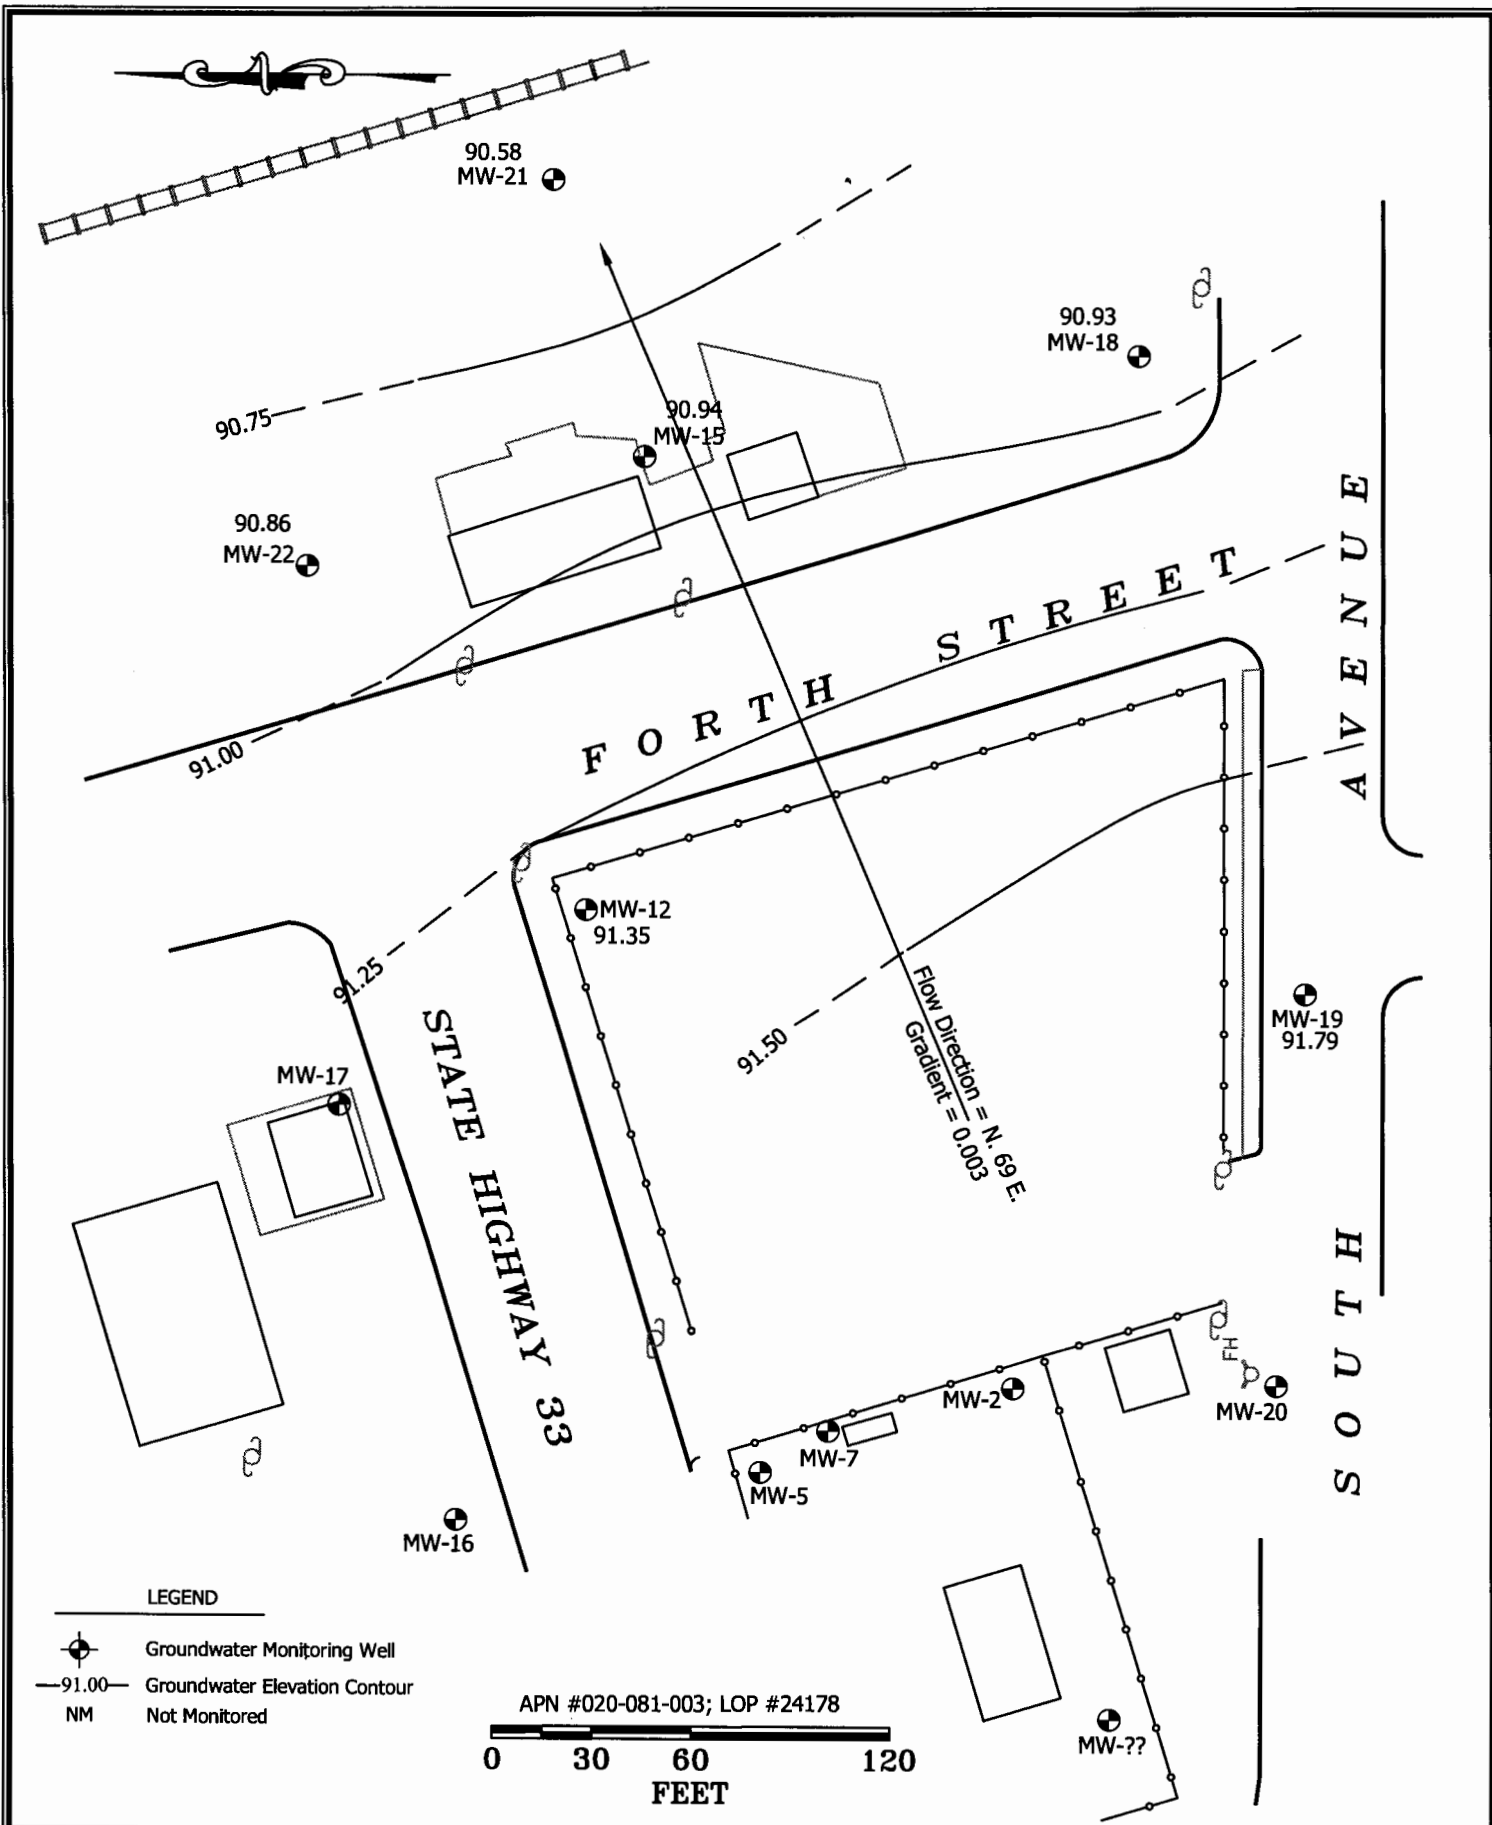 90.58
MW-21
90.93
MW-18
90.75
90.94
MW-15
90.86
MW-22
91.00
FORTH STREET
SOUTH AVENUE
MW-12
91.35
91.25
91.50
Flow Direction = N. 69 E.
Gradient = 0.003
MW-19
91.79
MW-17
STATE HIGHWAY 33
FH
MW-2
MW-20
MW-7
MW-5
MW-16
MW-??
LEGEND
Groundwater Monitoring Well
91.00 Groundwater Elevation Contour
NM Not Monitored
APN #020-081-003; LOP #24178
0 30 60 120
FEET